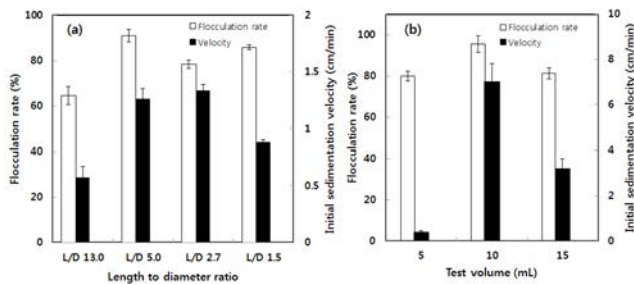 (a)
Flocculation rate
Velocity
100
80
60
40
20
0
Flocculation rate (%)
2
1.5
1
0.5
0
Initial sedimentation velocity (cm/min)
L/D 13.0 L/D 5.0 L/D 2.7 L/D 1.5
Length to diameter ratio
(b)
Flocculation rate
Velocity
100
80
60
40
20
0
Flocculation rate (%)
10
8
6
4
2
0
Initial sedimentation velocity (cm/min)
5 10 15
Test volume (mL)